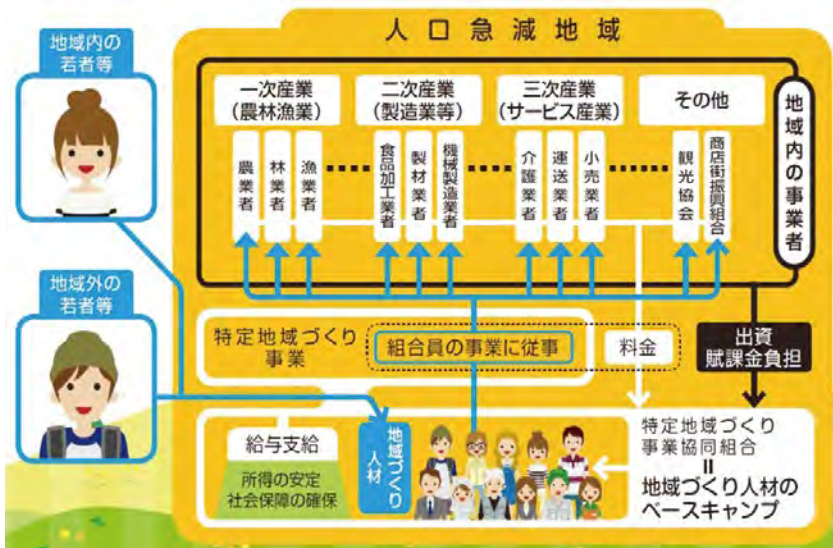 人口急減地域
地域内の
若者等
一次産業
(農林漁業)
二次産業
(製造業等)
三次産業
(サービス産業)
その他
農業者
林業者
漁業者
食品加工業者
製材業者
機械製造業者
介護業者
運送業者
小売業者
観光協会
商店街振興組合
地域内の事業者
地域外の
若者等
特定地域づくり
事業
組合員の事業に従事
料金
出資
賦課金負担
給与支給
所得の安定
社会保障の確保
地域づくり
人材
特定地域づくり
事業協同組合
=
地域づくり人材の
ベースキャンプ